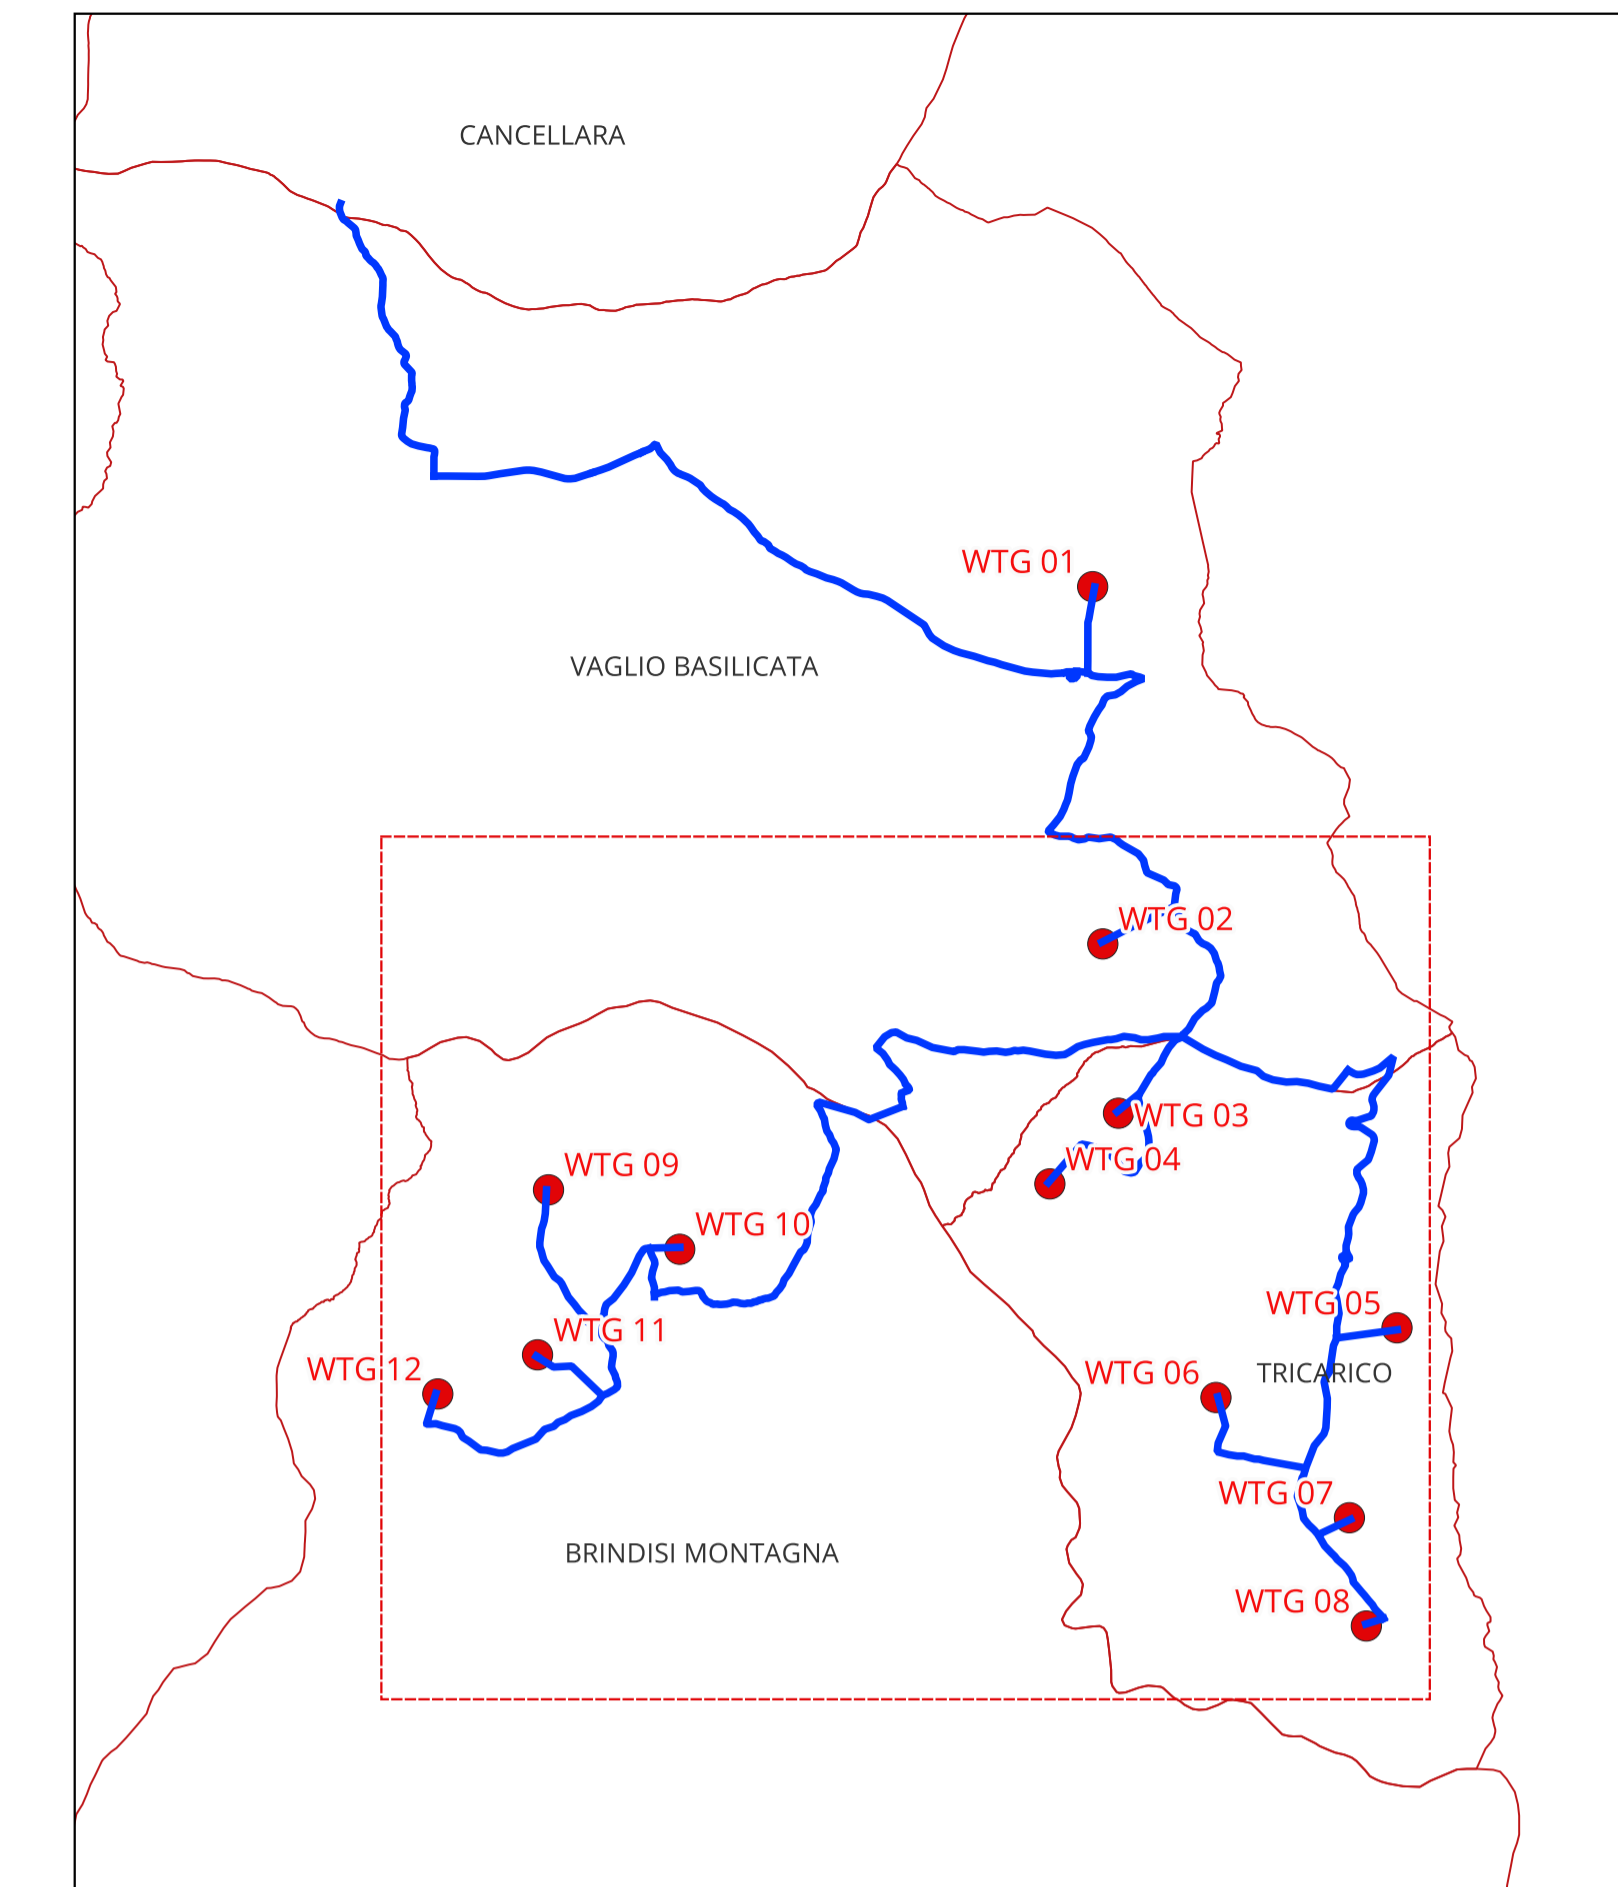 CANCELLARA
WTG 01
VAGLIO BASILICATA
WTG 02
WTG 03
WTG 04
WTG 09
WTG 10
WTG 05
WTG 11
WTG 12
WTG 06
TRICARICO
WTG 07
BRINDISI MONTAGNA
WTG 08